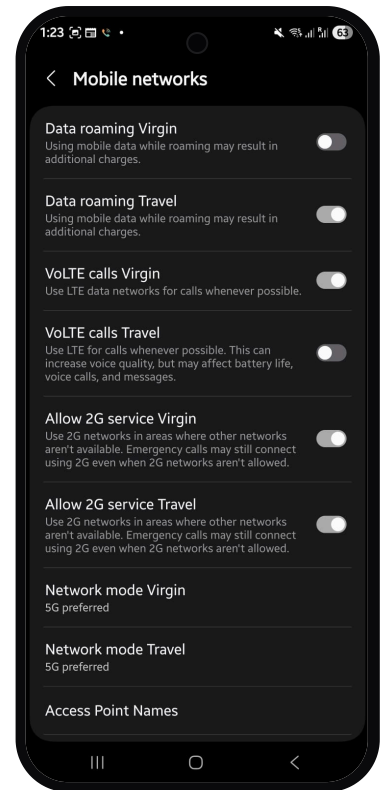 1:23
63
Mobile networks
Data roaming Virgin
Using mobile data while roaming may result in
additional charges.
Data roaming Travel
Using mobile data while roaming may result in
additional charges.
VoLTE calls Virgin
Use LTE data networks for calls whenever possible.
VoLTE calls Travel
Use LTE for calls whenever possible. This can
increase voice quality, but may affect battery life,
voice calls, and messages.
Allow 2G service Virgin
Use 2G networks in areas where other networks
aren't available. Emergency calls may still connect
using 2G even when 2G networks aren't allowed.
Allow 2G service Travel
Use 2G networks in areas where other networks
aren't available. Emergency calls may still connect
using 2G even when 2G networks aren't allowed.
Network mode Virgin
5G preferred
Network mode Travel
5G preferred
Access Point Names